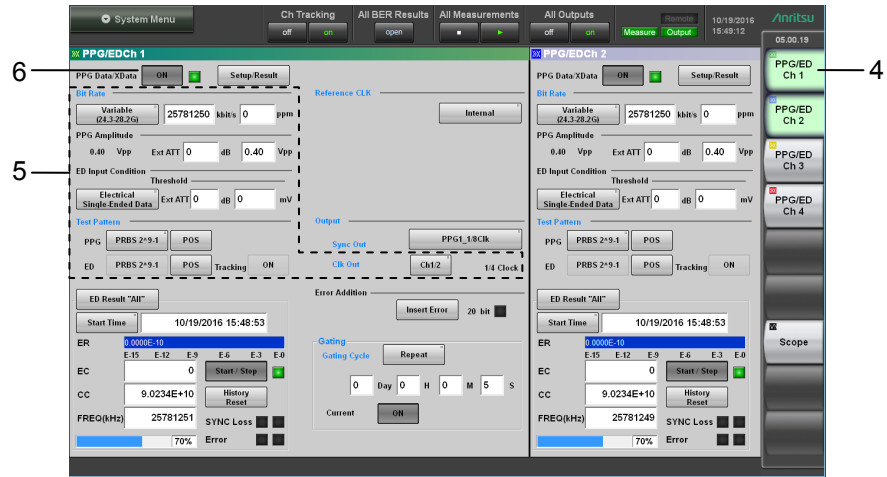 System Menu
Ch Tracking
off on
All BER Results
open
All Measurements
All Outputs
off on
Measure Remote Output
10/19/2016
15:49:12
Anritsu
05.00.19
PPG/EDCh 1
6
PPG Data/XData ON Setup/Result
Bit Rate
Variable
(24.3-28.2G)
25781250 kbit/s 0 ppm
PPG Amplitude
0.40 Vpp Ext ATT 0 dB 0.40 Vpp
5
ED Input Condition
Threshold
Electrical
Single-Ended Data
Ext ATT 0 dB 0 mV
Test Pattern
PPG PRBS 2^9-1 POS
ED PRBS 2^9-1 POS Tracking ON
Reference CLK
Internal
Output
Sync Out PPG1_1/8Clk
Clk Out Ch1/2 1/4 Clock
ED Result "All"
Start Time 10/19/2016 15:48:53
ER 0.0000E-10
E-15 E-12 E-9 E-6 E-3 E-0
EC 0 Start / Stop
CC 9.0234E+10 History
Reset
FREQ(kHz) 25781251 SYNC Loss
70% Error
Error Addition
Insert Error 20 bit
Gating
Gating Cycle Repeat
0 Day 0 H 0 M 5 S
Current ON
PPG/EDCh 2
PPG Data/XData ON Setup/Result
Bit Rate
Variable
(24.3-28.2G)
25781250 kbit/s 0 ppm
PPG Amplitude
0.40 Vpp Ext ATT 0 dB 0.40 Vpp
ED Input Condition
Threshold
Electrical
Single-Ended Data
Ext ATT 0 dB 0 mV
Test Pattern
PPG PRBS 2^9-1 POS
ED PRBS 2^9-1 POS Tracking ON
ED Result "All"
Start Time 10/19/2016 15:48:53
ER 0.0000E-10
E-15 E-12 E-9 E-6 E-3 E-0
EC 0 Start / Stop
CC 9.0234E+10 History
Reset
FREQ(kHz) 25781249 SYNC Loss
70% Error
PPG/ED
Ch 1
4
PPG/ED
Ch 2
PPG/ED
Ch 3
PPG/ED
Ch 4
Scope